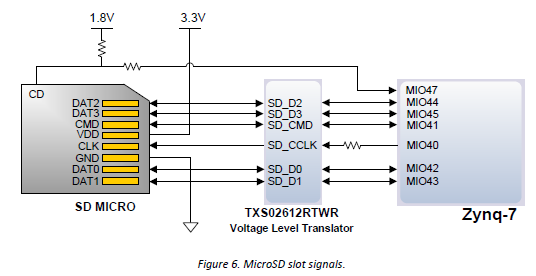 1.8V 3.3V
CD
DAT2 SD_D2 MIO47
DAT3 SD_D3 MIO44
CMD SD_CMD MIO45
VDD MIO41
CLK SD_CCLK MIO40
GND
DAT0 SD_D0 MIO42
DAT1 SD_D1 MIO43
SD MICRO TXS02612RTWR Zynq-7
Voltage Level Translator
Figure 6. MicroSD slot signals.